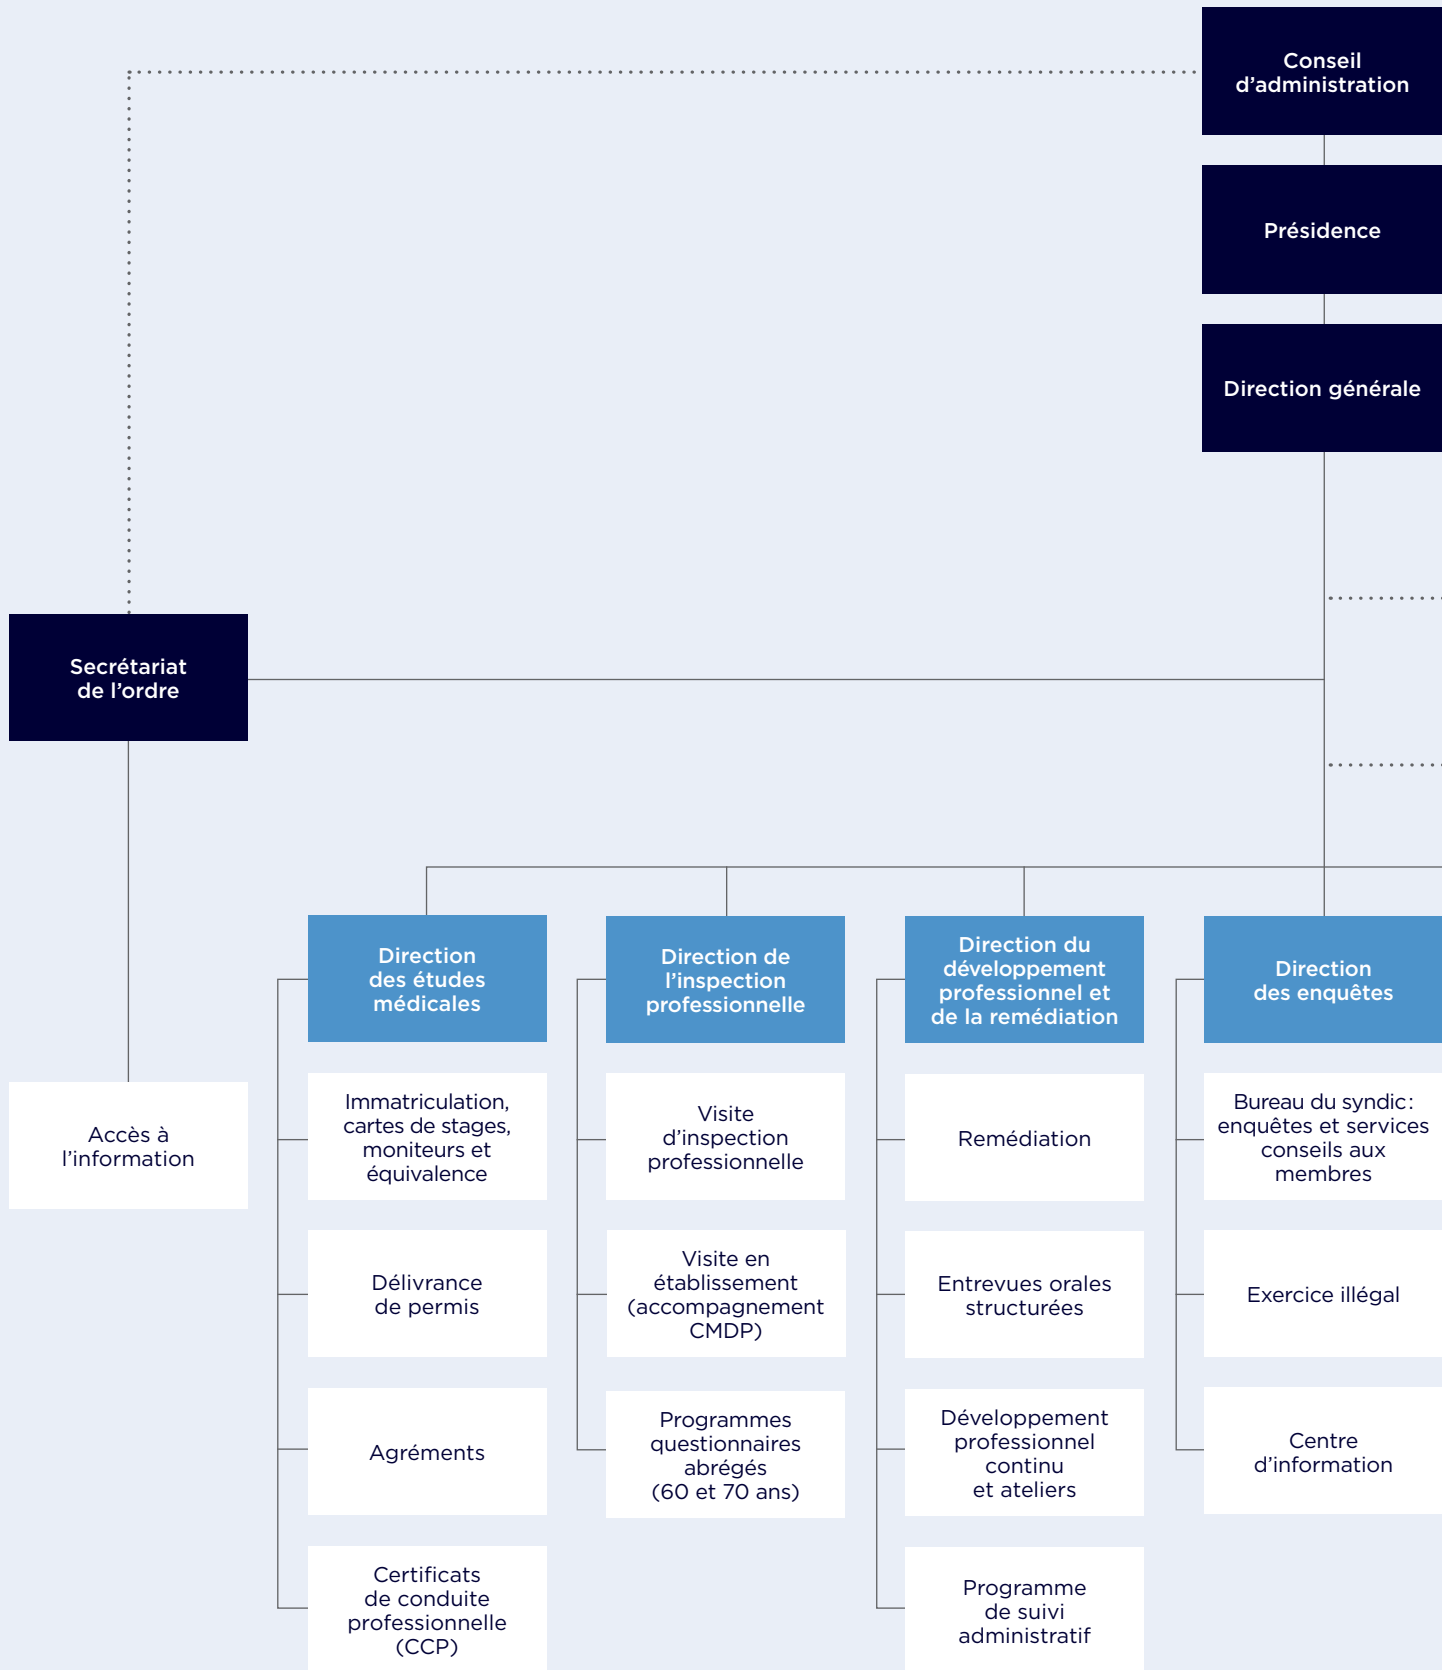 Conseil
d’administration
Présidence
Direction générale
Secrétariat
de l’ordre
Accès à
l’information
Direction
des études
médicales
Immatriculation,
cartes de stages,
moniteurs et
équivalence
Délivrance
de permis
Agréments
Certificats
de conduite
professionnelle
(CCP)
Direction de
l’inspection
professionnelle
Visite
d’inspection
professionnelle
Visite en
établissement
(accompagnement
CMDP)
Programmes
questionnaires
abrégés
(60 et 70 ans)
Direction du
développement
professionnel et
de la remédiation
Remédiation
Entrevues orales
structurées
Développement
professionnel
continu
et ateliers
Programme
de suivi
administratif
Direction
des enquêtes
Bureau du syndic :
enquêtes et services
conseils aux
membres
Exercice illégal
Centre
d’information